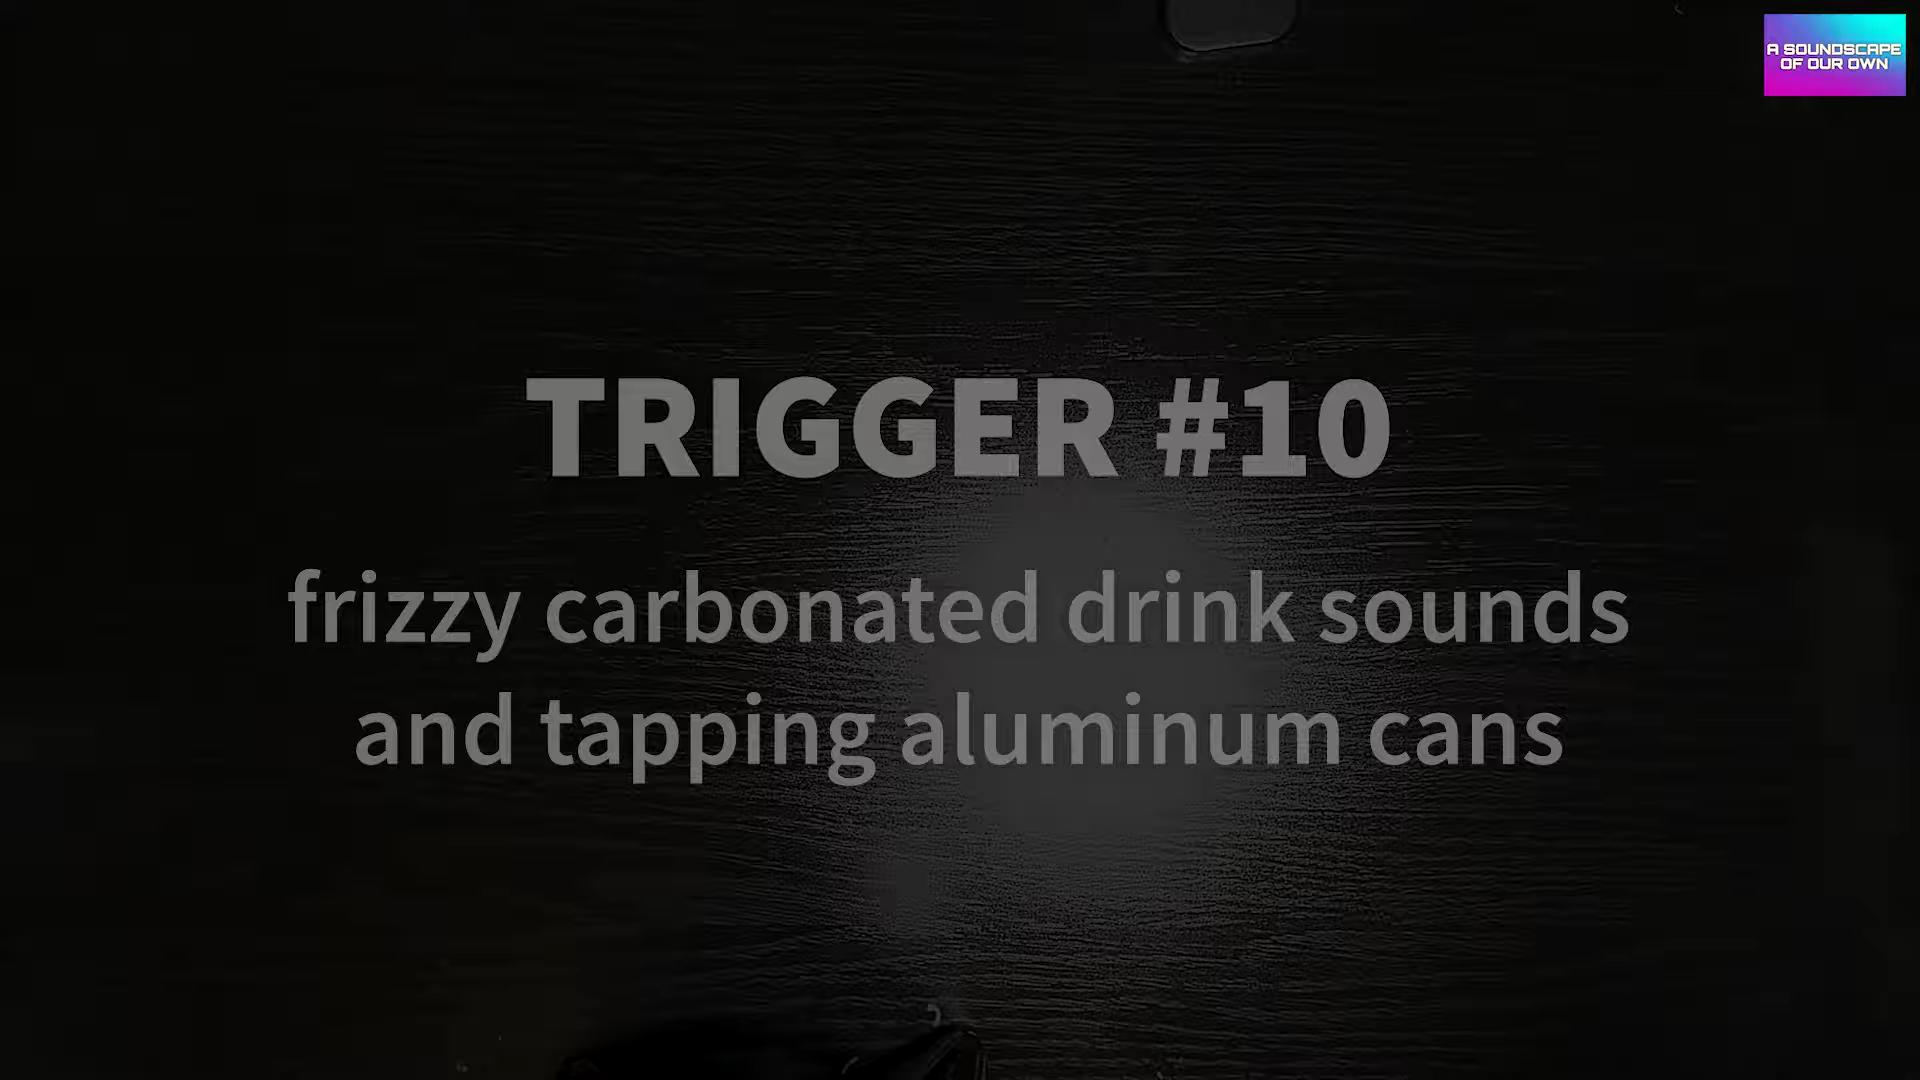 A SOUNDSCAPE
OF OUR OWN
TRIGGER #10
frizzy carbonated drink sounds
and tapping aluminum cans